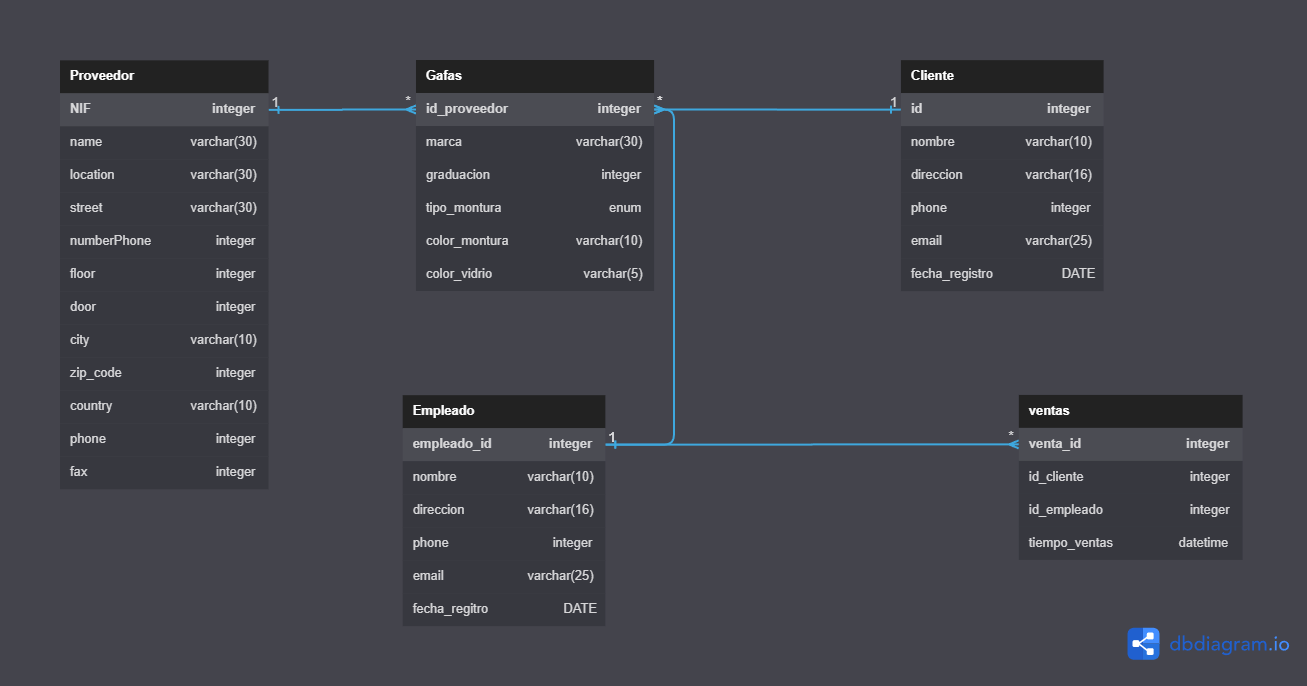 Proveedor
NIF integer
name varchar(30)
location varchar(30)
street varchar(30)
numberPhone integer
floor integer
door integer
city varchar(10)
zip_code integer
country varchar(10)
phone integer
fax integer
1
*
Gafas
id_proveedor integer
marca varchar(30)
graduacion integer
tipo_montura enum
color_montura varchar(10)
color_vidrio varchar(5)
*
1
Cliente
id integer
nombre varchar(10)
direccion varchar(16)
phone integer
email varchar(25)
fecha_registro DATE
Empleado
empleado_id integer
nombre varchar(10)
direccion varchar(16)
phone integer
email varchar(25)
fecha_regitro DATE
1
*
ventas
venta_id integer
id_cliente integer
id_empleado integer
tiempo_ventas datetime
dbdiagram.io